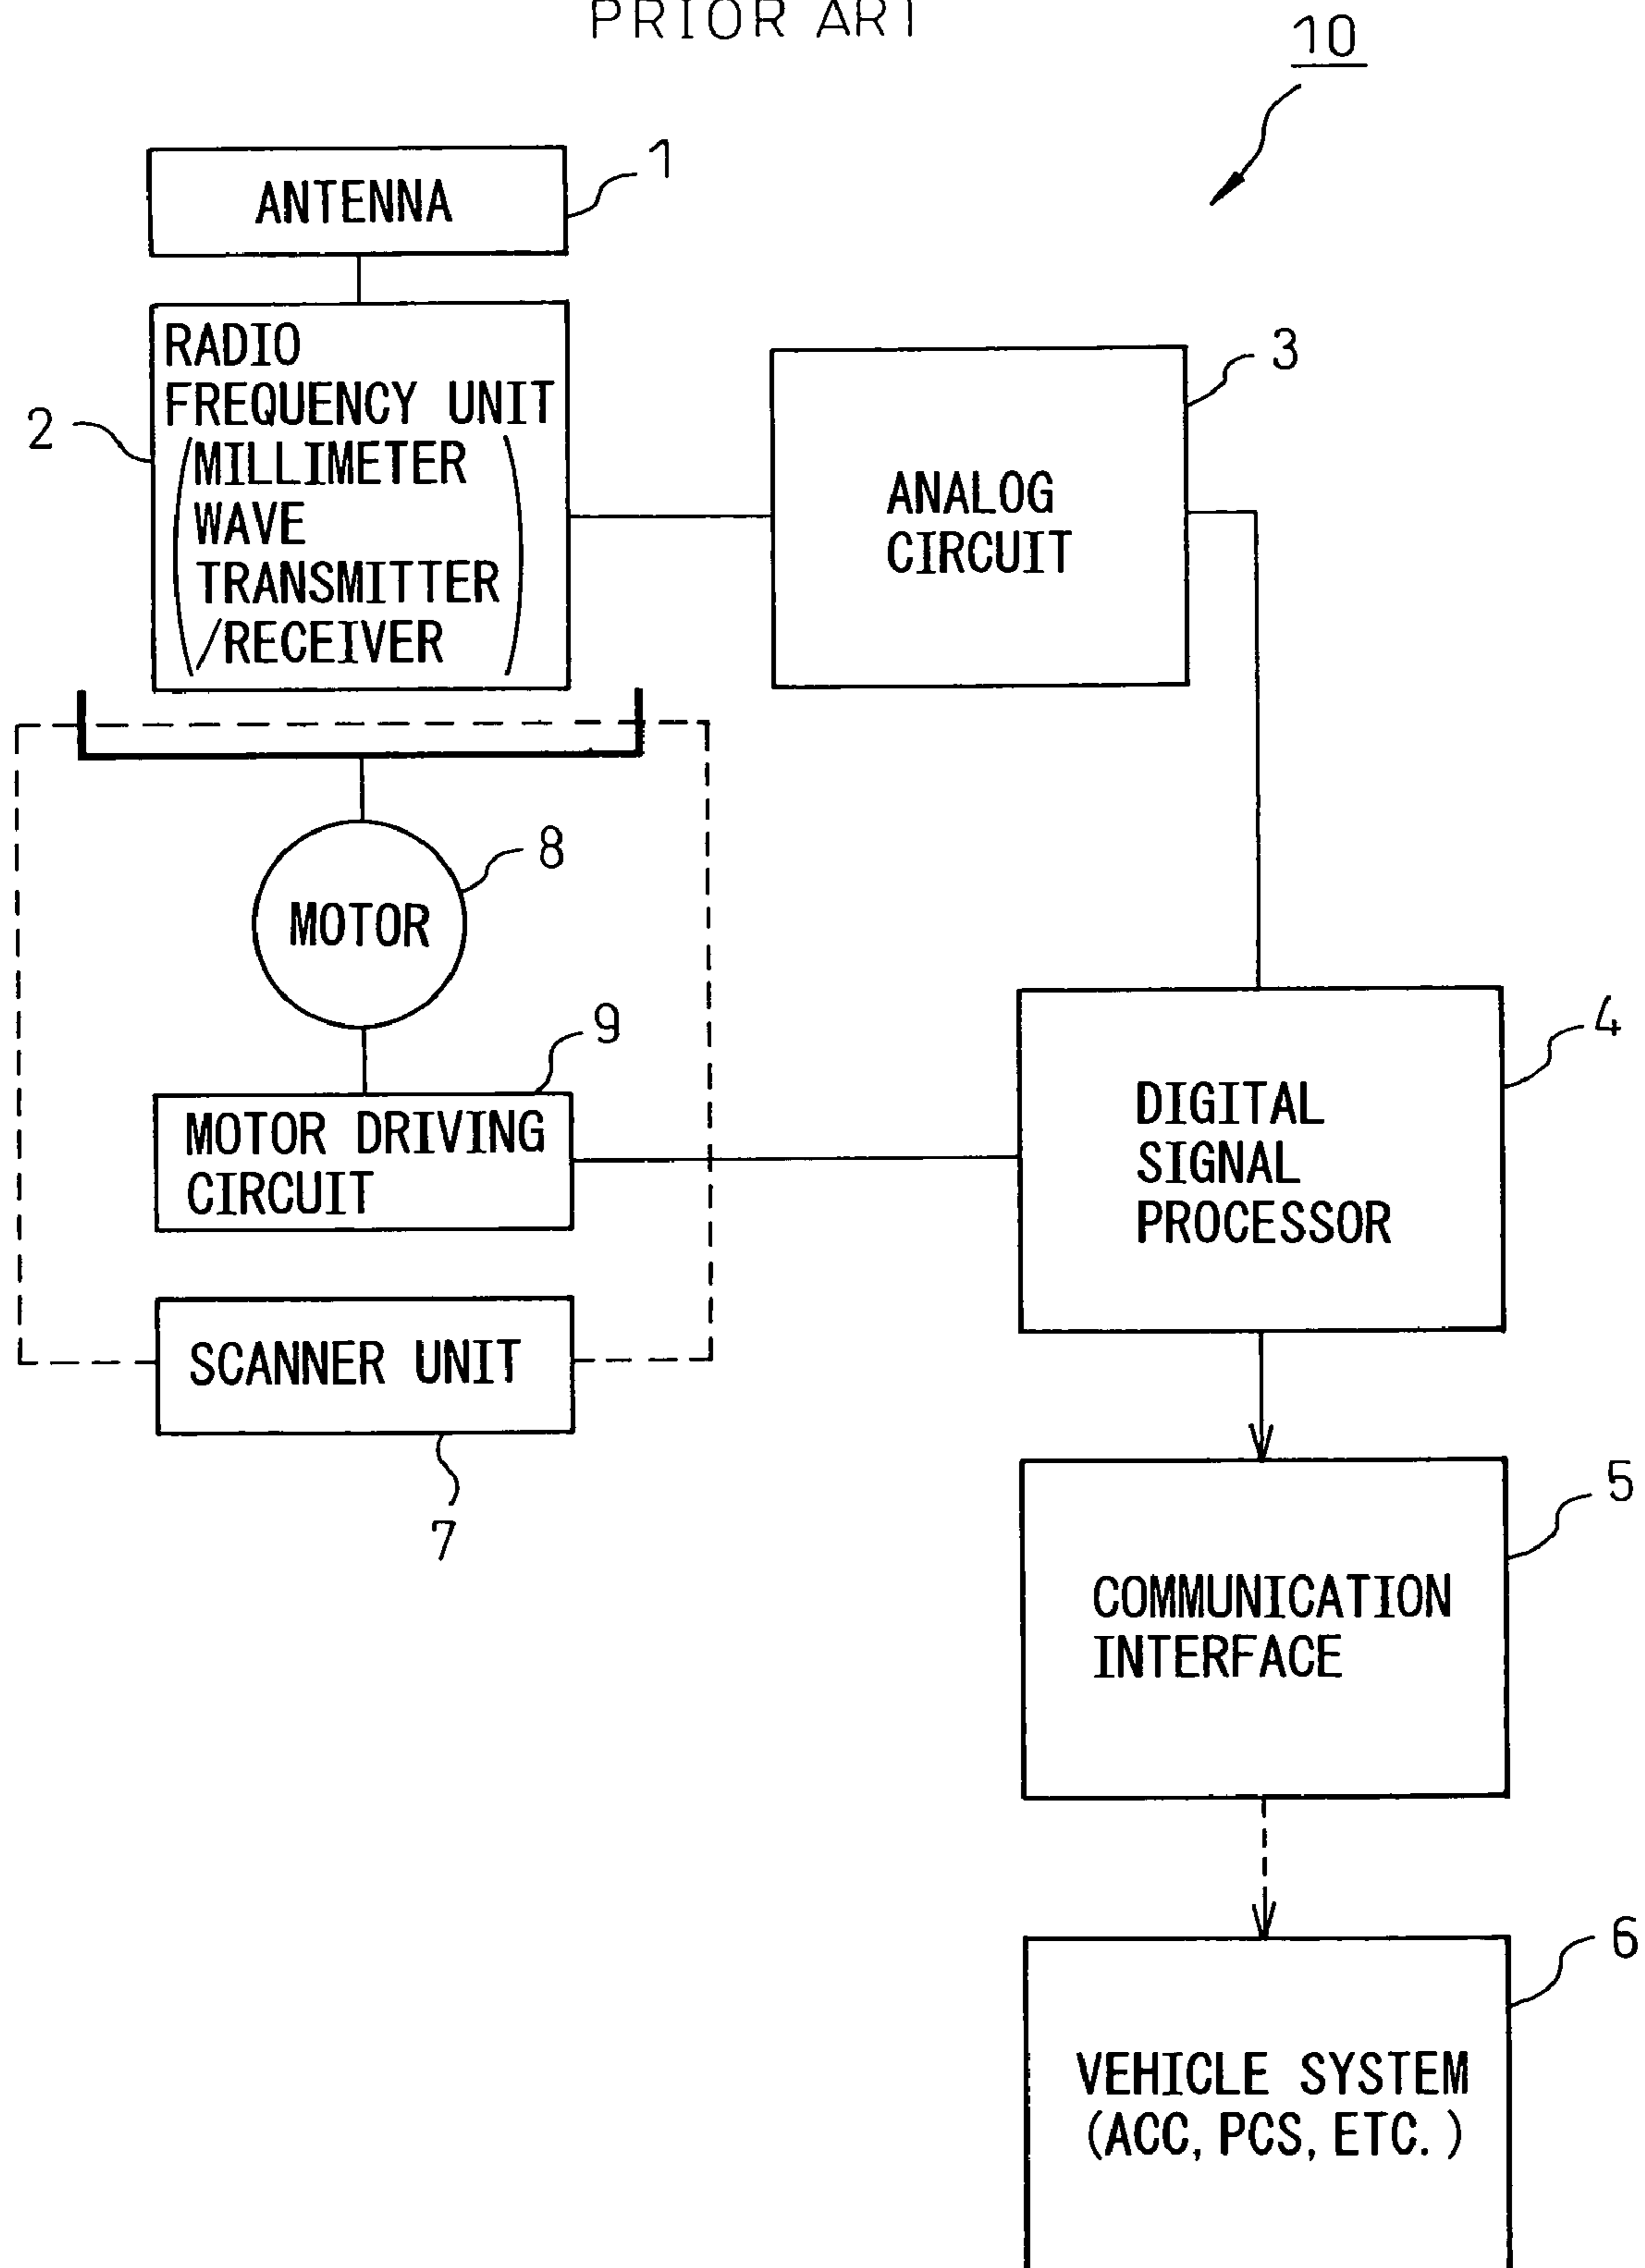 PRIOR ART
10
ANTENNA
1
RADIO
FREQUENCY UNIT
(MILLIMETER
WAVE
TRANSMITTER
/RECEIVER)
2
ANALOG
CIRCUIT
3
MOTOR
8
MOTOR DRIVING
CIRCUIT
9
DIGITAL
SIGNAL
PROCESSOR
4
SCANNER UNIT
7
COMMUNICATION
INTERFACE
5
VEHICLE SYSTEM
(ACC, PCS, ETC.)
6